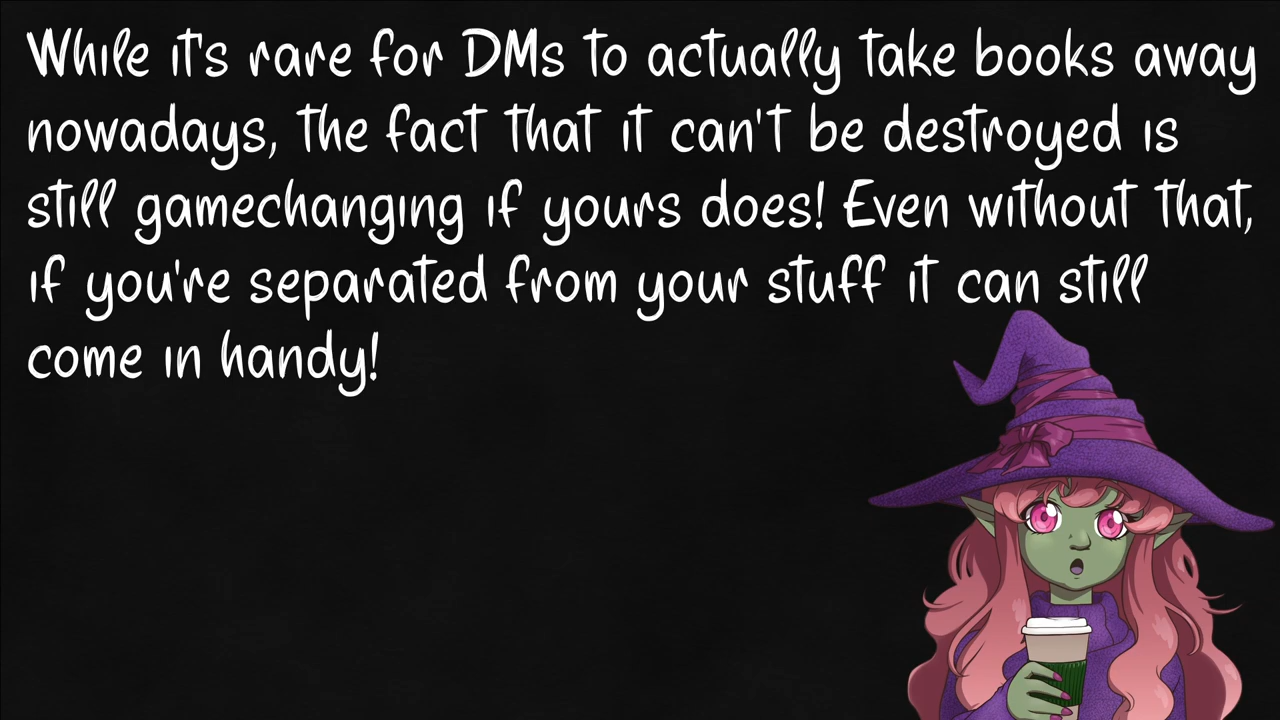 While it's rare for DMs to actually take books away
nowadays, the fact that it can't be destroyed is
still gamechanging if yours does! Even without that,
if you're separated from your stuff it can still
come in handy!